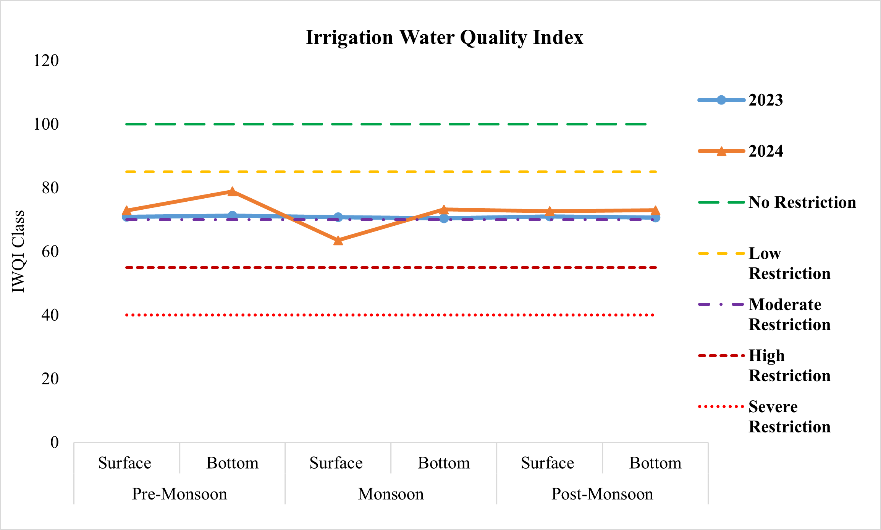 Irrigation Water Quality Index
120
100
80
60
40
20
0
IWQI Class
Surface Bottom Surface Bottom Surface Bottom
Pre-Monsoon Monsoon Post-Monsoon
2023
2024
No Restriction
Low
Restriction
Moderate
Restriction
High
Restriction
Severe
Restriction